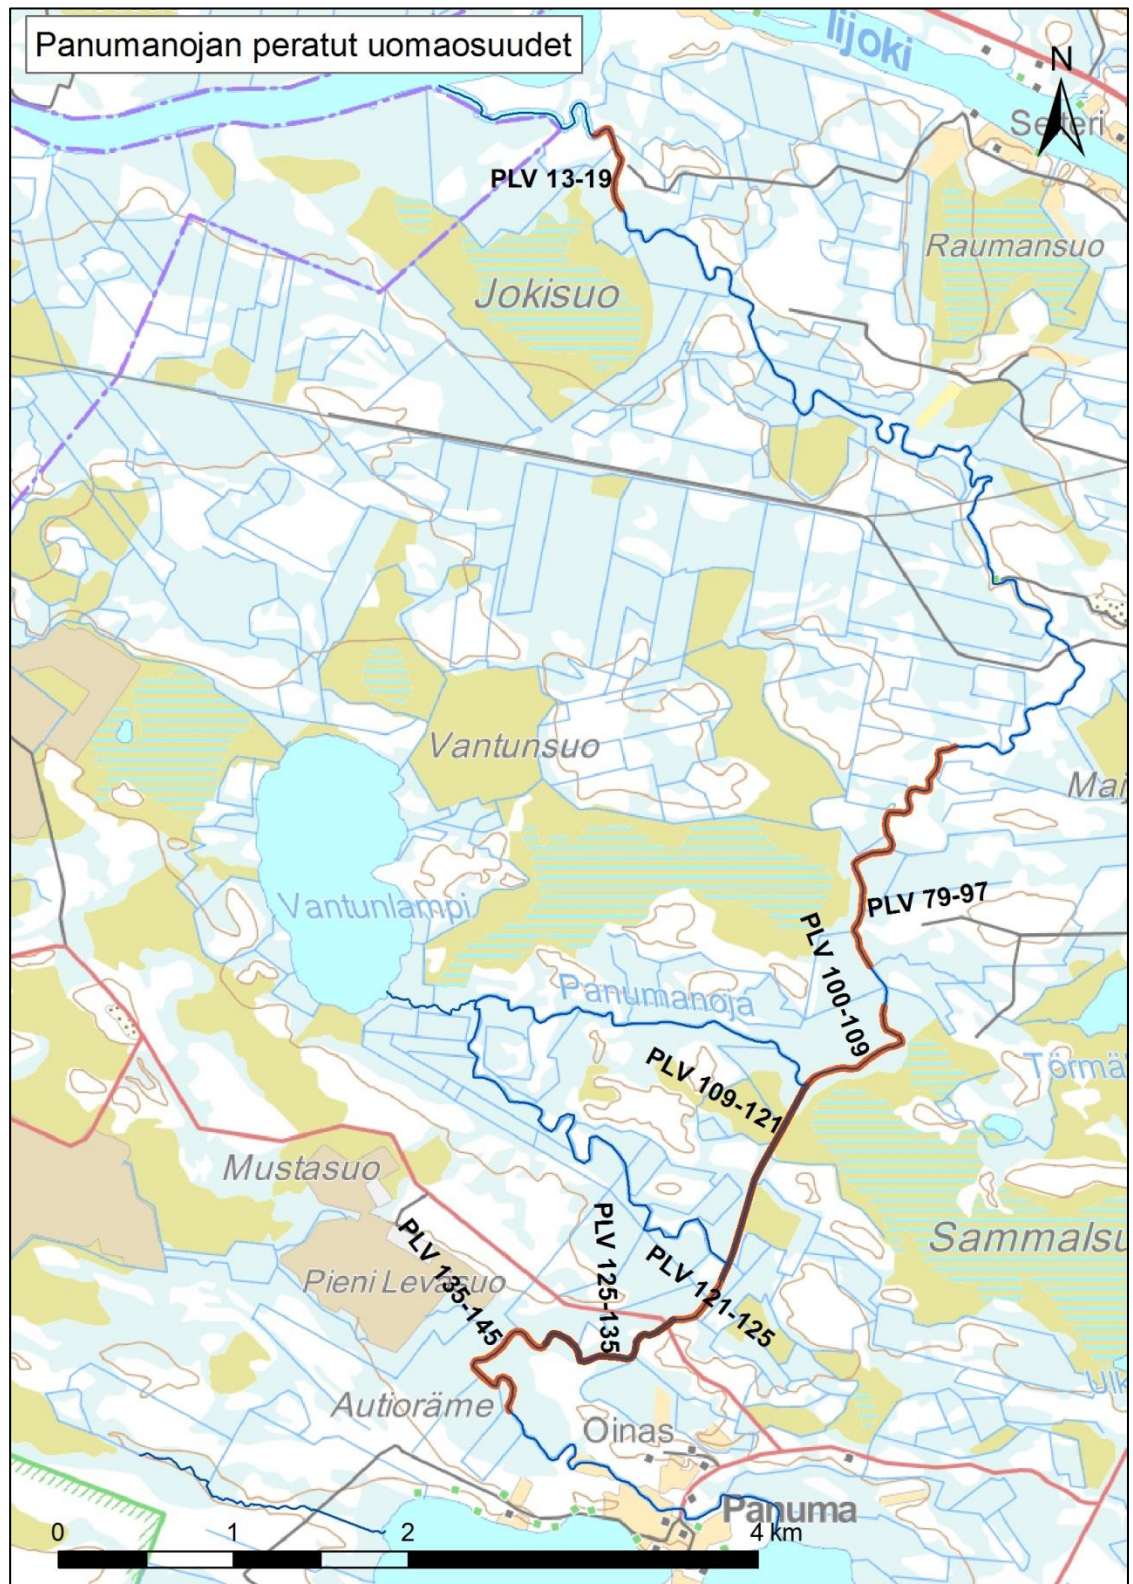 Panumanojan peratut uomaosuudet
Iijoki
N
PLV 13-19
Raumansuo
Jokisuo
Vantunsuo
Vantunlampi
PLV 79-97
PLV 100-109
Panumanoja
PLV 109-121
Mustasuo
Pieni Levasuo
PLV 135-145
PLV 125-135
PLV 121-125
Autioräme
Oinas
Panuma
0 1 2 4 km